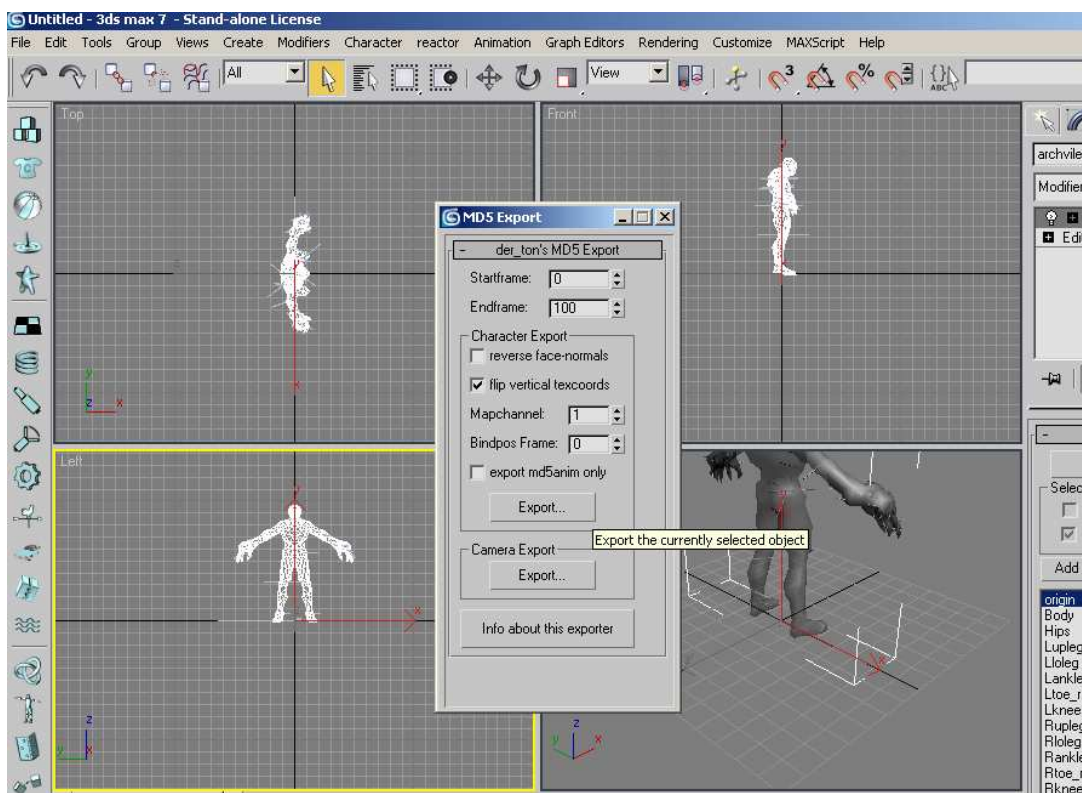 Untitled - 3ds max 7 - Stand-alone License
File Edit Tools Group Views Create Modifiers Character reactor Animation Graph Editors Rendering Customize MAXScript Help
All
View
3
%
ABC
Top
Front
archvile
Modifier
Edi
MD5 Export
- der_ton's MD5 Export
Startframe: 0
Endframe: 100
Character Export
reverse face-normals
flip vertical texcoords
Mapchannel: 1
Bindpos Frame: 0
export md5anim only
Export...
Export the currently selected object
Camera Export
Export...
Info about this exporter
y
z x
x
Left
x
z
y x
x
z
y x
-
Selec
Add
origin
Body
Hips
Lupleg
Lloleg
Lankle
Ltoe_r
Lknee
Rupleg
Rloleg
Rankle
Rtoe_r
Rknee